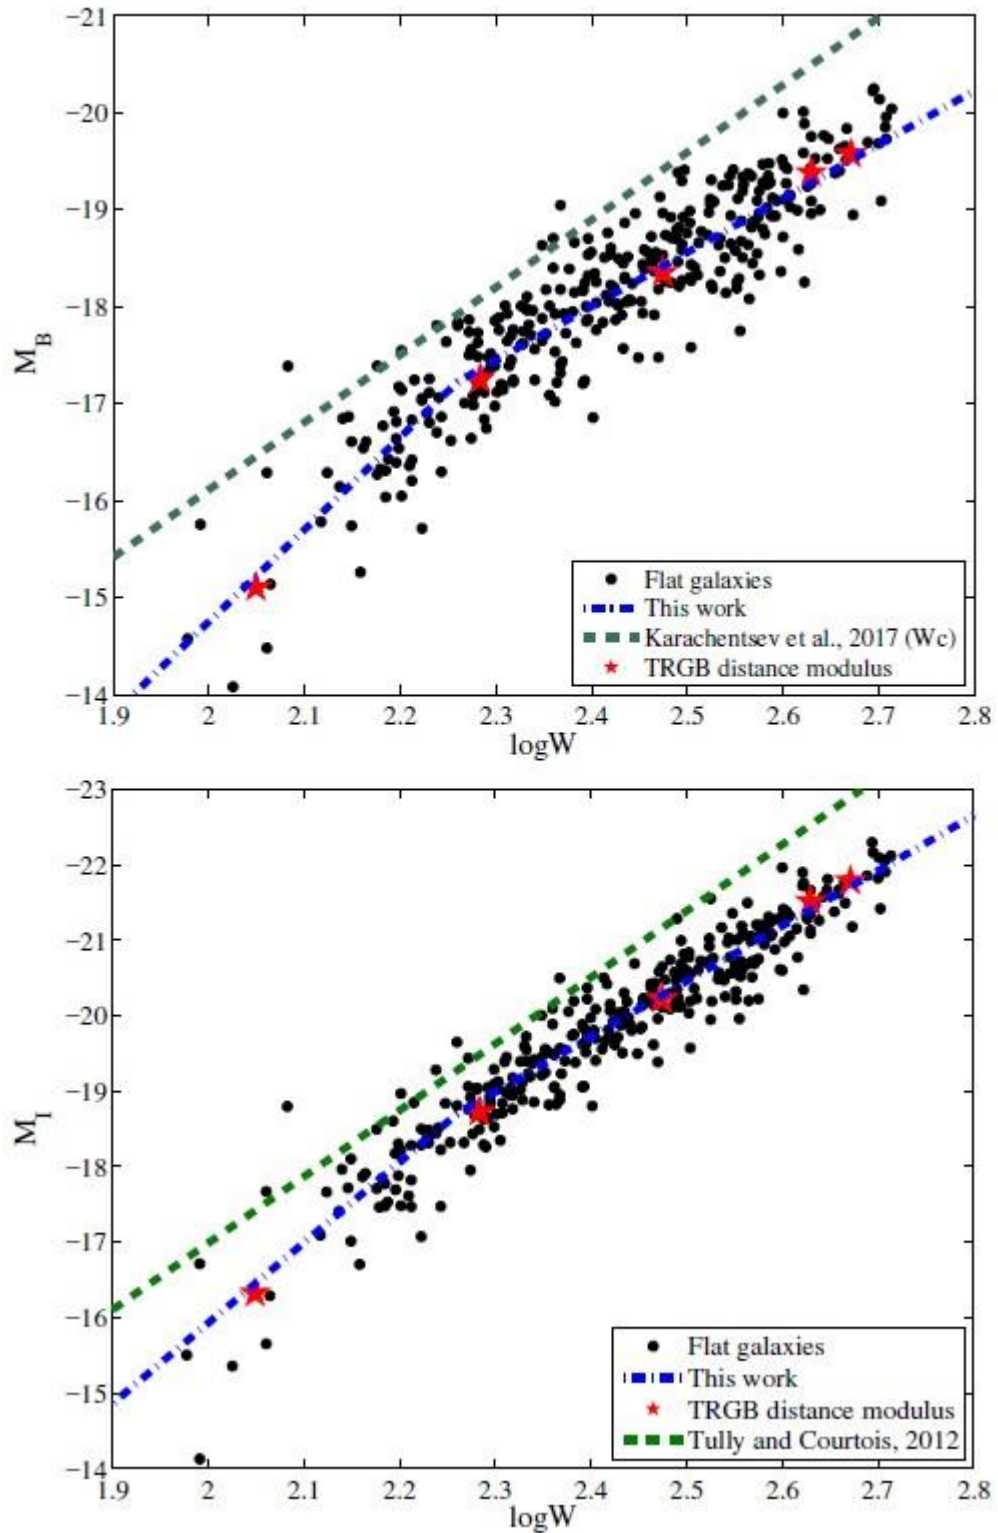 −21
−20
−19
−18
−17
−16
−15
−14
M_B
Flat galaxies
This work
Karachentsev et al., 2017 (Wc)
TRGB distance modulus
1.9 2 2.1 2.2 2.3 2.4 2.5 2.6 2.7 2.8
logW
−23
−22
−21
−20
−19
−18
−17
−16
−15
−14
M_I
Flat galaxies
This work
TRGB distance modulus
Tully and Courtois, 2012
1.9 2 2.1 2.2 2.3 2.4 2.5 2.6 2.7 2.8
logW